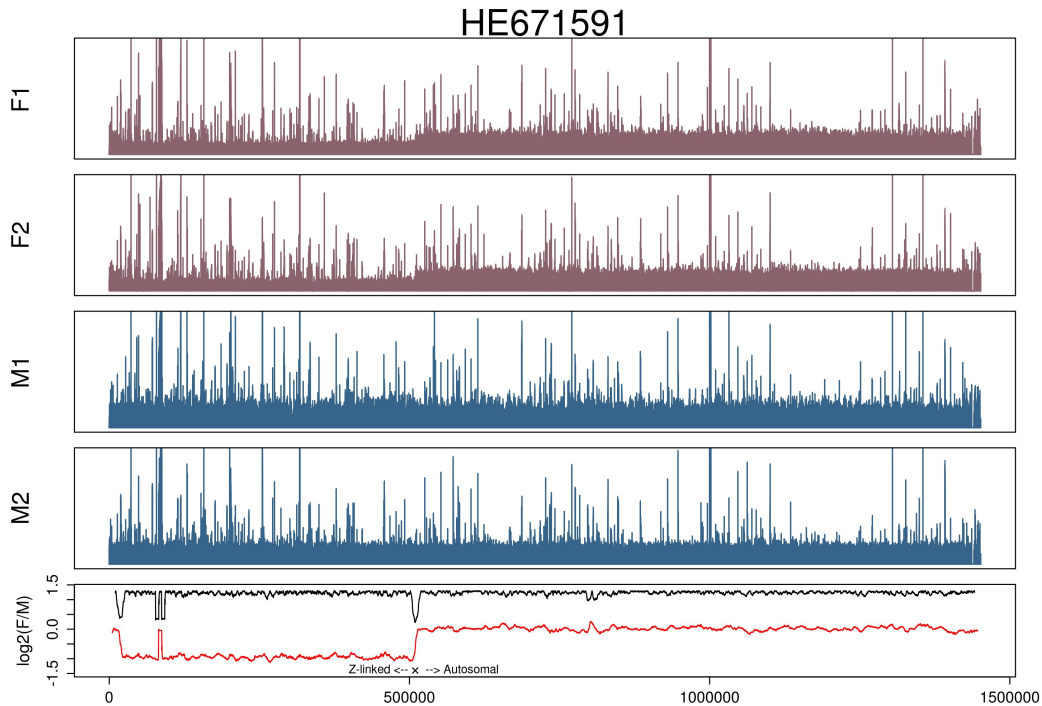 HE671591
F1
F2
M1
M2
log2(F/M)
1.5
0.0
-1.5
Z-linked <-- × --> Autosomal
0 500000 1000000 1500000